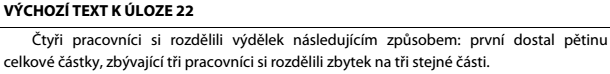 VÝCHOZÍ TEXT K ÚLOZE 22
Čtyři pracovníci si rozdělili výdělek následujícím způsobem: první dostal pětinu
celkové částky, zbývající tři pracovníci si rozdělili zbytek na tři stejné části.